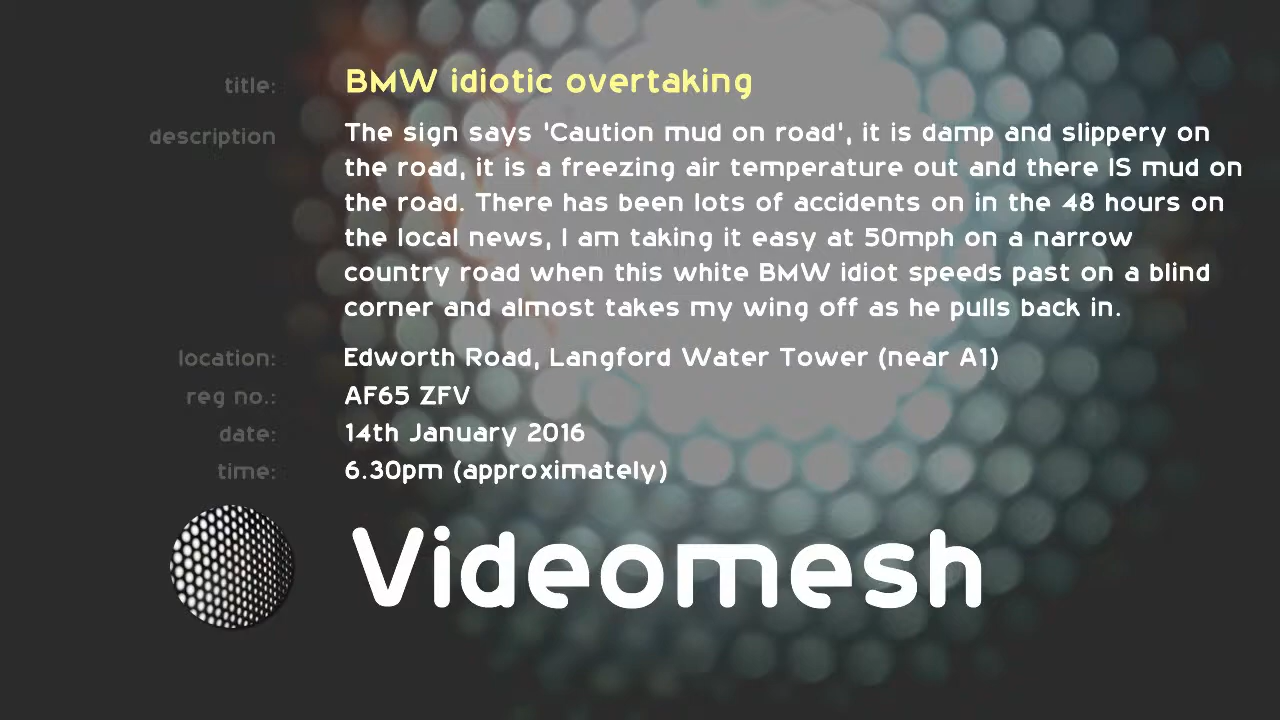 title: BMW idiotic overtaking
description The sign says 'Caution mud on road', it is damp and slippery on
the road, it is a freezing air temperature out and there IS mud on
the road. There has been lots of accidents on in the 48 hours on
the local news, I am taking it easy at 50mph on a narrow
country road when this white BMW idiot speeds past on a blind
corner and almost takes my wing off as he pulls back in.
location: Edworth Road, Langford Water Tower (near A1)
reg no.: AF65 ZFV
date: 14th January 2016
time: 6.30pm (approximately)
Videomesh